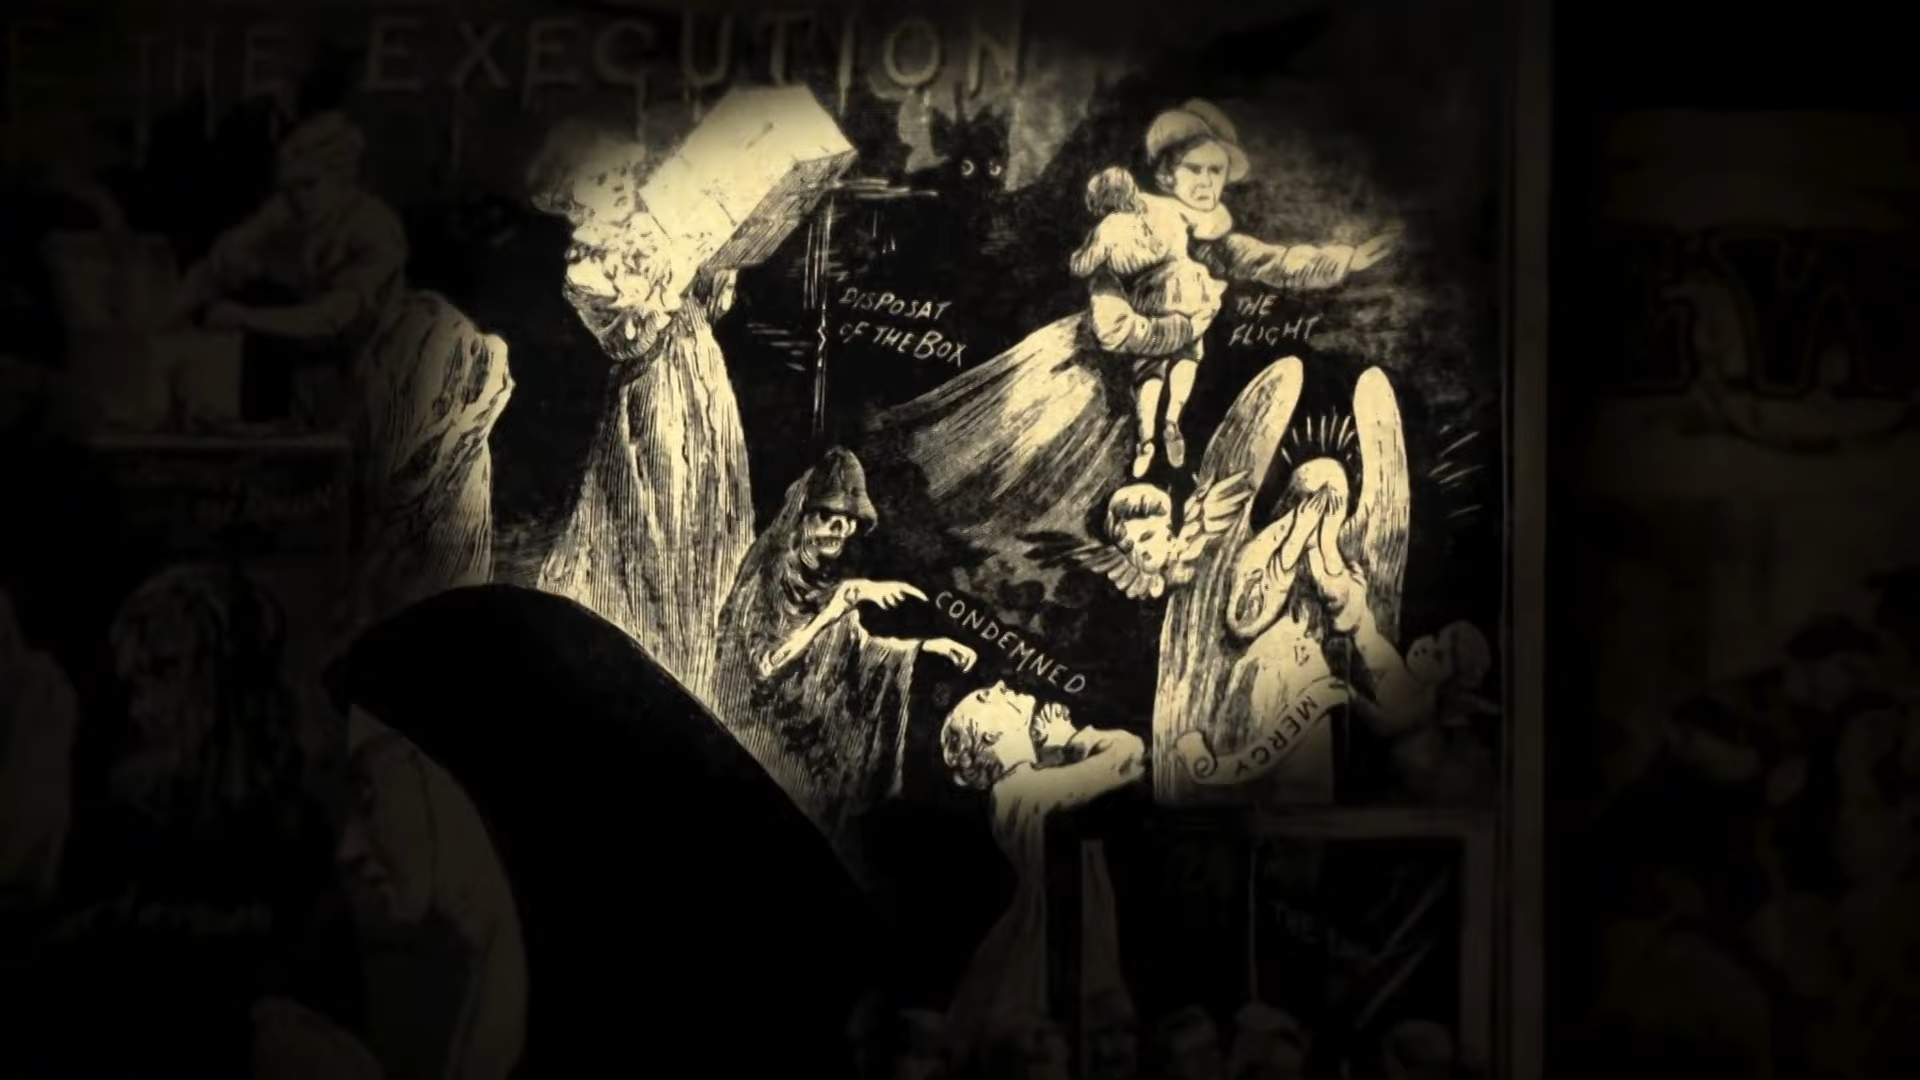 THE EXECUTION
DISPOSAT
OF THE BOX
THE
FLIGHT
CONDEMNED
MERCY